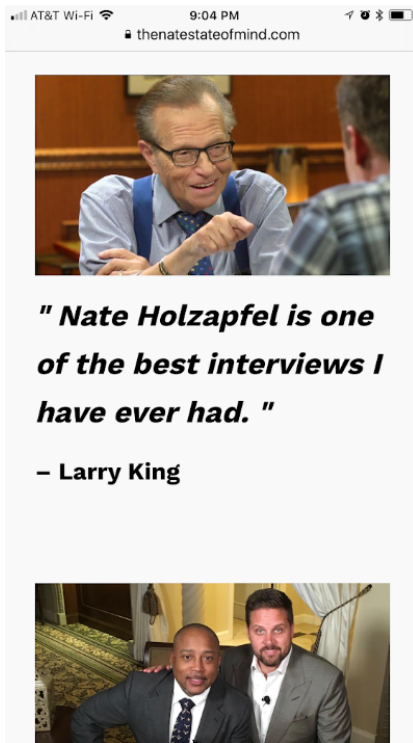 AT&T Wi-Fi 9:04 PM
thenatestateofmind.com
" Nate Holzapfel is one
of the best interviews I
have ever had. "
– Larry King